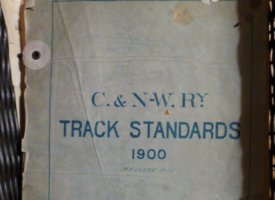 C. & N-W. RY
TRACK STANDARDS
1900